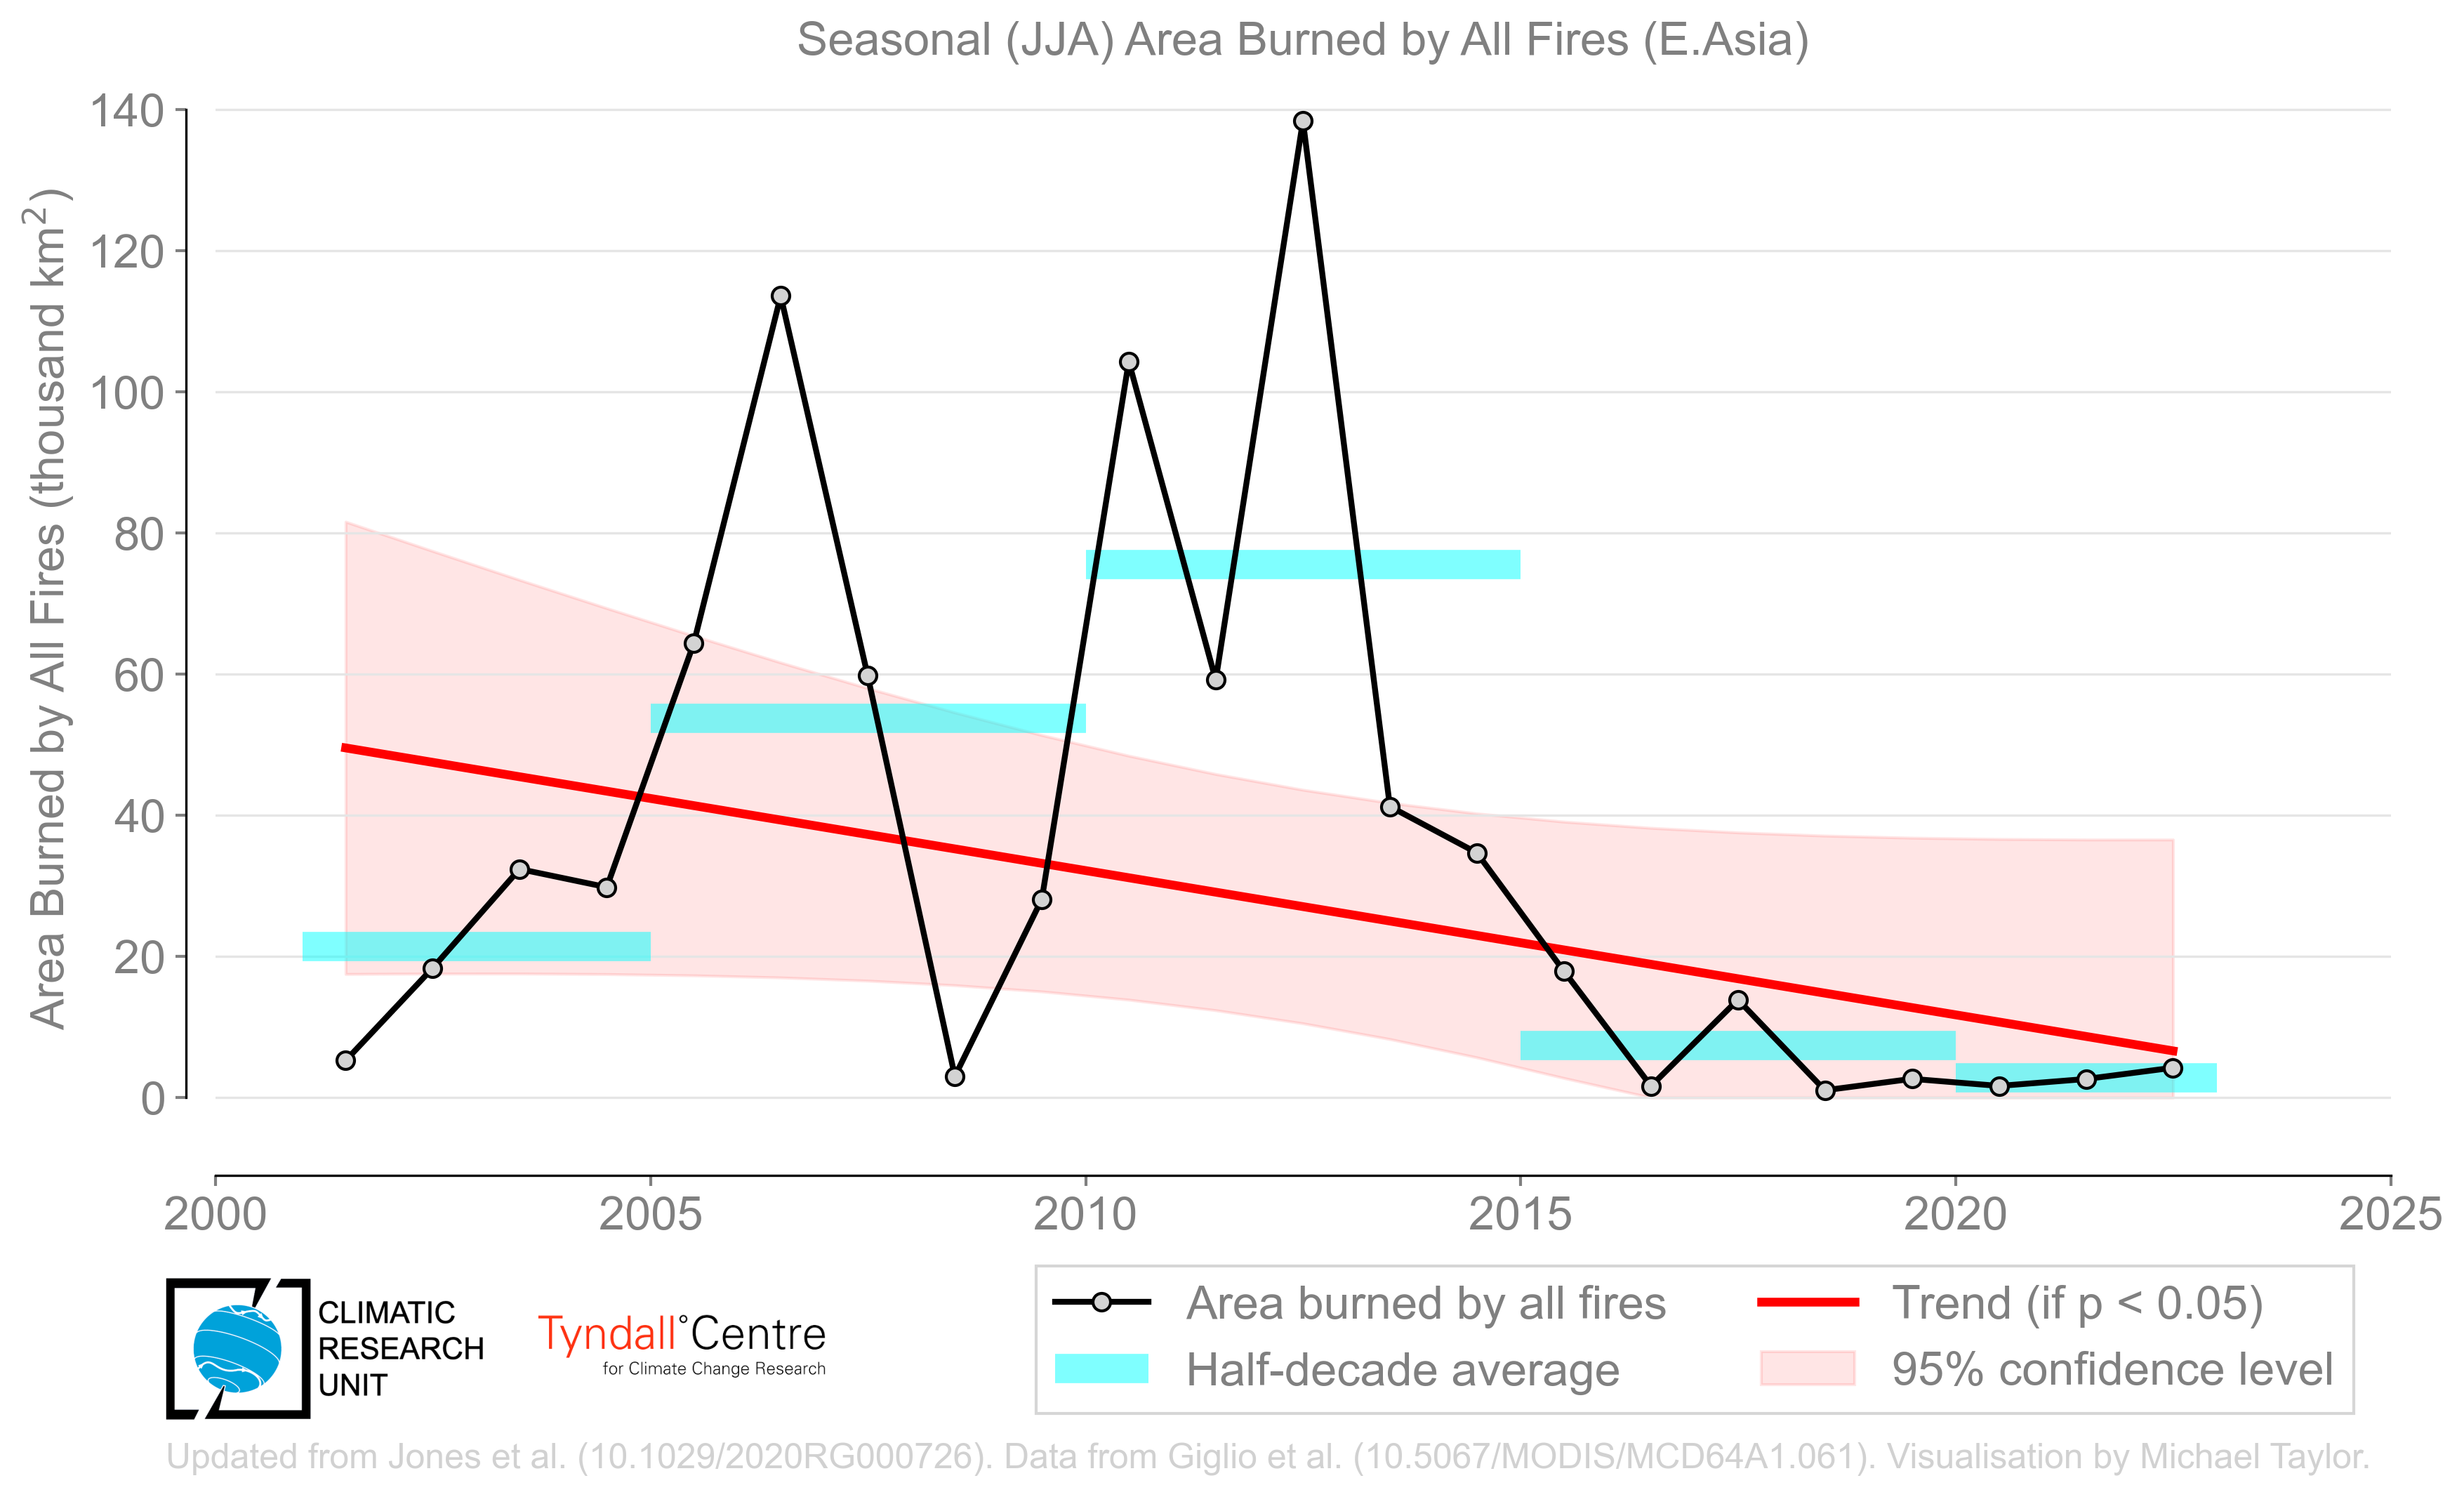 Seasonal (JJA) Area Burned by All Fires (E.Asia)
Area Burned by All Fires (thousand km²)
140
120
100
80
60
40
20
0
2000 2005 2010 2015 2020 2025
CLIMATIC
RESEARCH
UNIT
Tyndall°Centre
for Climate Change Research
Area burned by all fires
Half-decade average
Trend (if p < 0.05)
95% confidence level
Updated from Jones et al. (10.1029/2020RG000726). Data from Giglio et al. (10.5067/MODIS/MCD64A1.061). Visualisation by Michael Taylor.